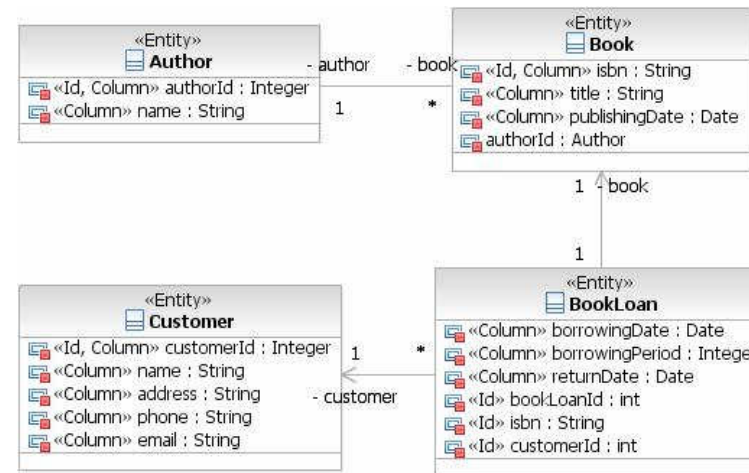 «Entity»
Author
«Id, Column» authorId : Integer
«Column» name : String
- author
1
- book
*
«Entity»
Book
«Id, Column» isbn : String
«Column» title : String
«Column» publishingDate : Date
authorId : Author
1
- book
1
«Entity»
Customer
«Id, Column» customerId : Integer
«Column» name : String
«Column» address : String
«Column» phone : String
«Column» email : String
1
*
- customer
«Entity»
BookLoan
«Column» borrowingDate : Date
«Column» borrowingPeriod : Intege
«Column» returnDate : Date
«Id» bookLoanId : int
«Id» isbn : String
«Id» customerId : int